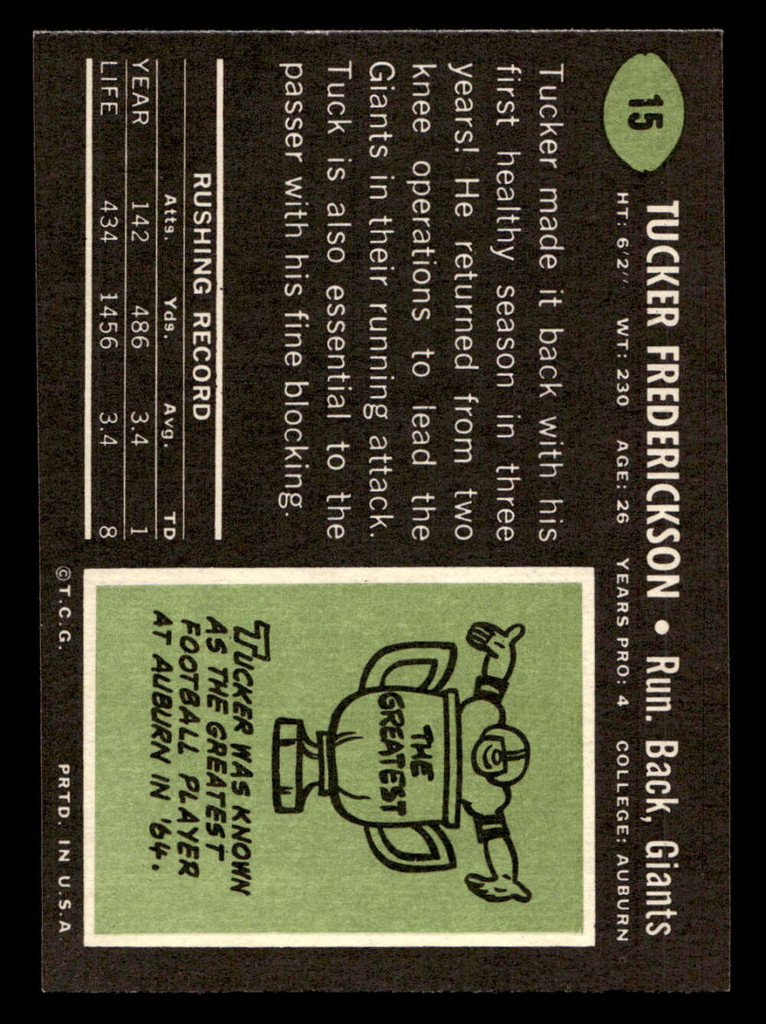 15
TUCKER FREDERICKSON • Run. Back, Giants
HT: 6'2" WT: 230 AGE: 26 YEARS PRO: 4 COLLEGE: AUBURN
Tucker made it back with his
first healthy season in three
years! He returned from two
knee operations to lead the
Giants in their running attack.
Tuck is also essential to the
passer with his fine blocking.
RUSHING RECORD
Atts. Yds. Avg. TD
YEAR 142 486 3.4 1
LIFE 434 1456 3.4 8
THE
GREATEST
TUCKER WAS KNOWN
AS THE GREATEST
FOOTBALL PLAYER
AT AUBURN IN '64.
© T.C.G. PRTD. IN U.S.A.